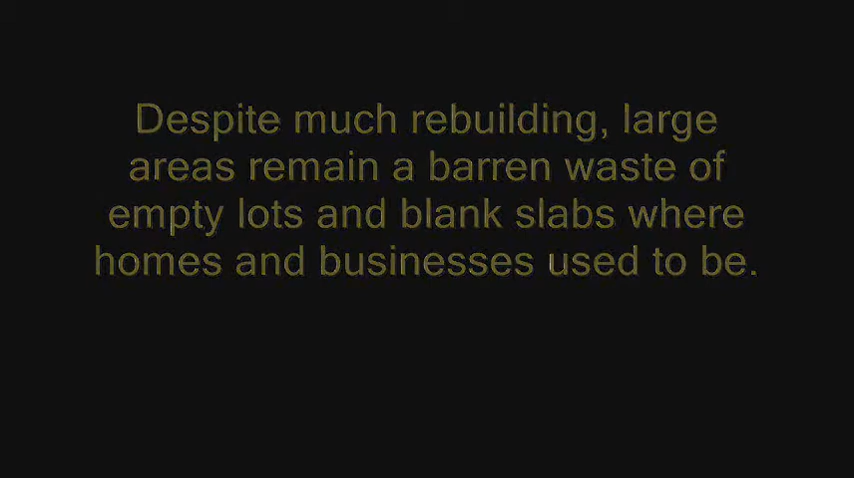 Despite much rebuilding, large
areas remain a barren waste of
empty lots and blank slabs where
homes and businesses used to be.